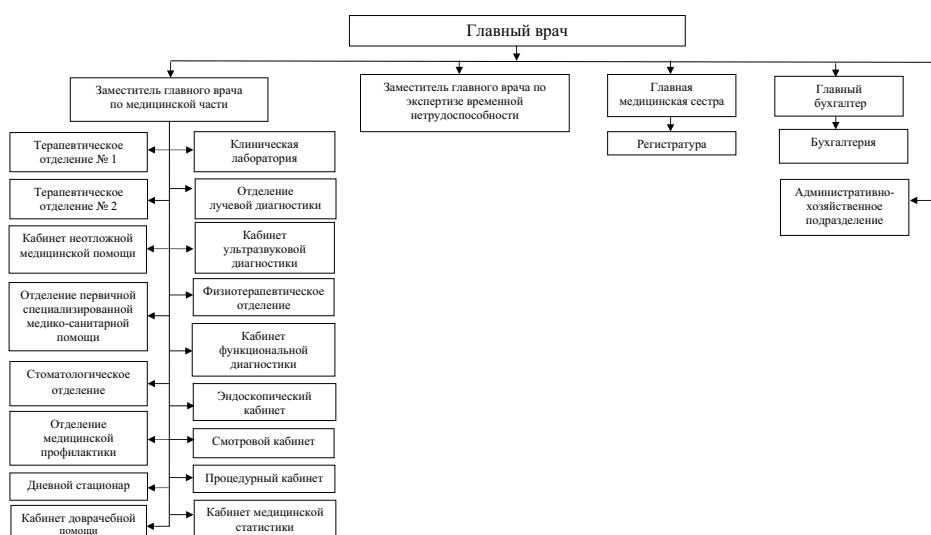 Главный врач
Заместитель главного врача
по медицинской части
Заместитель главного врача по
экспертизе временной
нетрудоспособности
Главная
медицинская сестра
Главный
бухгалтер
Регистратура
Бухгалтерия
Административно-
хозяйственное
подразделение
Терапевтическое
отделение № 1
Терапевтическое
отделение № 2
Кабинет неотложной
медицинской помощи
Отделение первичной
специализированной
медико-санитарной
помощи
Стоматологическое
отделение
Отделение
медицинской
профилактики
Дневной стационар
Кабинет доврачебной
помощи
Клиническая
лаборатория
Отделение
лучевой диагностики
Кабинет
ультразвуковой
диагностики
Физиотерапевтическое
отделение
Кабинет
функциональной
диагностики
Эндоскопический
кабинет
Смотровой кабинет
Процедурный кабинет
Кабинет медицинской
статистики